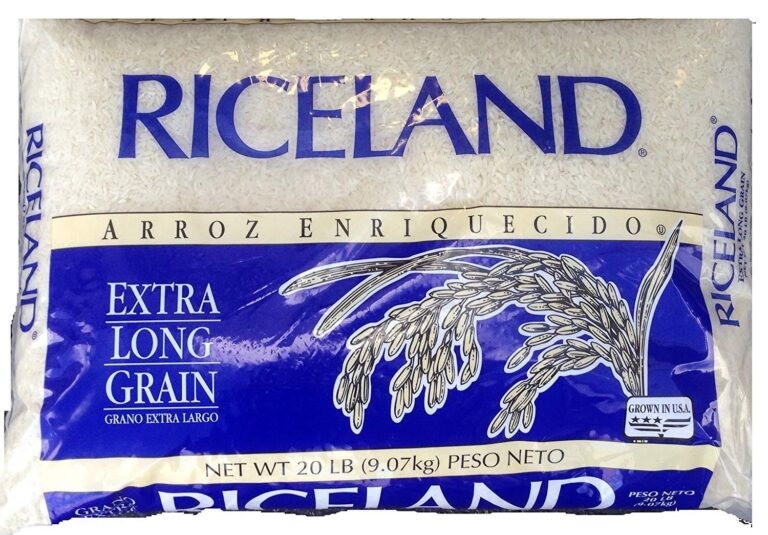 RICELAND®
ARROZ ENRIQUECIDO Ⓤ
EXTRA
LONG
GRAIN
GRANO EXTRA LARGO
GROWN IN U.S.A.
NET WT 20 LB (9.07kg) PESO NETO
RICELAND
PESO NETO
20 LB
(9.07kg)
RICELAND®
RICELAND®
EXTRA LONG GRAIN